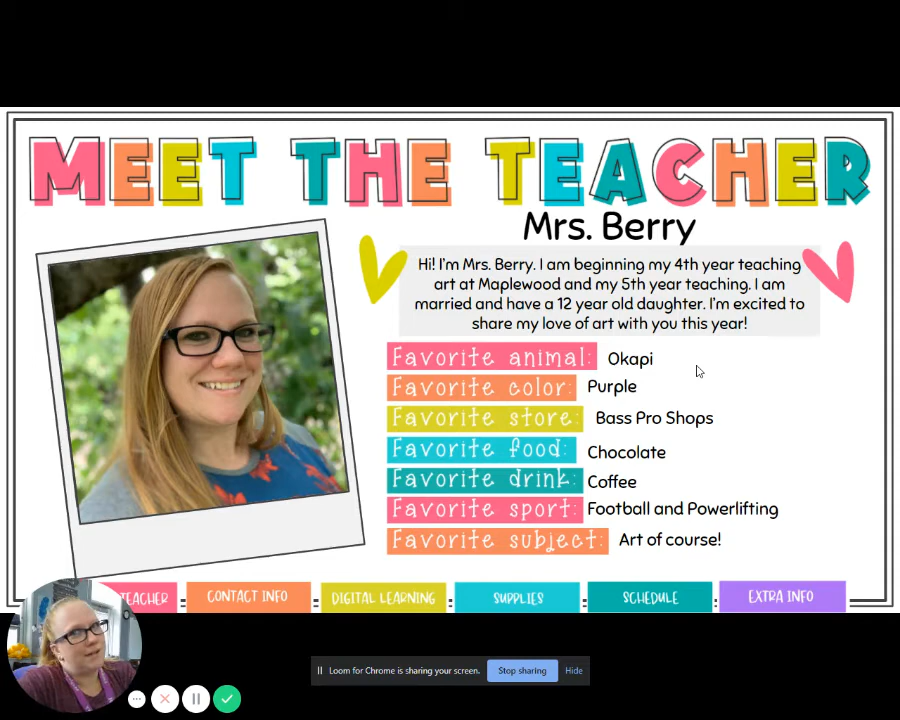 MEET THE TEACHER
Mrs. Berry
Hi! I'm Mrs. Berry. I am beginning my 4th year teaching
art at Maplewood and my 5th year teaching. I am
married and have a 12 year old daughter. I'm excited to
share my love of art with you this year!
Favorite animal: Okapi
Favorite color: Purple
Favorite store: Bass Pro Shops
Favorite food: Chocolate
Favorite drink: Coffee
Favorite sport: Football and Powerlifting
Favorite subject: Art of course!
TEACHER CONTACT INFO DIGITAL LEARNING SUPPLIES SCHEDULE EXTRA INFO
Loom for Chrome is sharing your screen. Stop sharing Hide